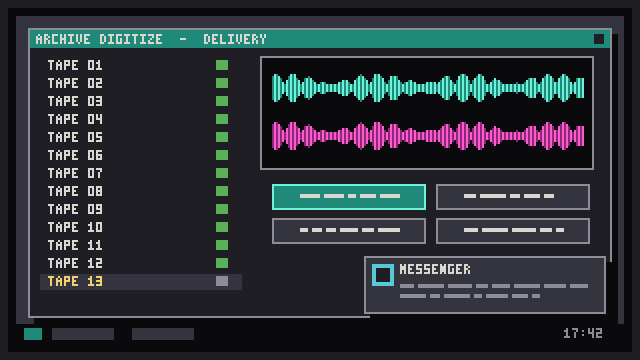 ARCHIVE DIGITIZE - DELIVERY
TAPE 01
TAPE 02
TAPE 03
TAPE 04
TAPE 05
TAPE 06
TAPE 07
TAPE 08
TAPE 09
TAPE 10
TAPE 11
TAPE 12
TAPE 13
MESSENGER
17:42